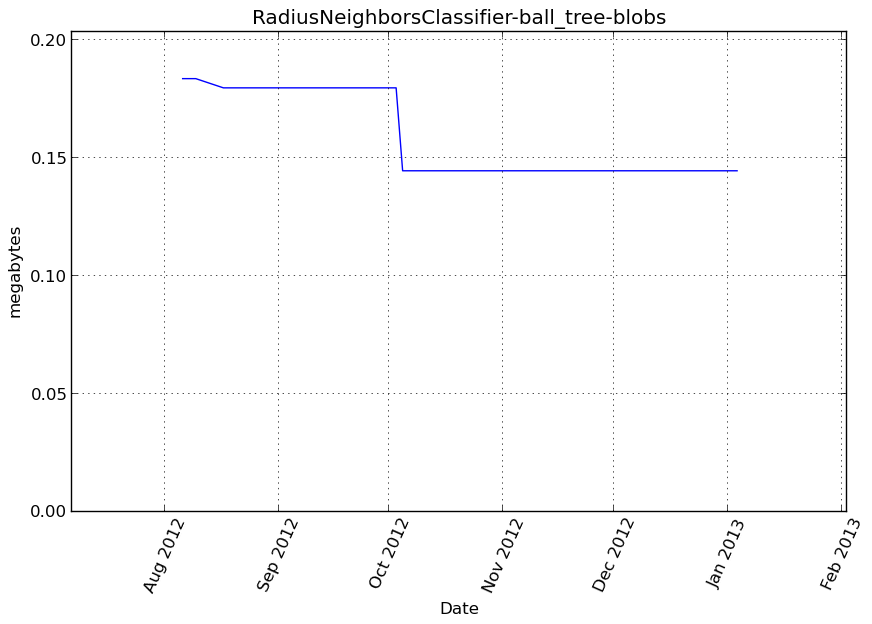 RadiusNeighborsClassifier-ball_tree-blobs
0.20
0.15
0.10
0.05
0.00
megabytes
Aug 2012
Sep 2012
Oct 2012
Nov 2012
Dec 2012
Jan 2013
Feb 2013
Date